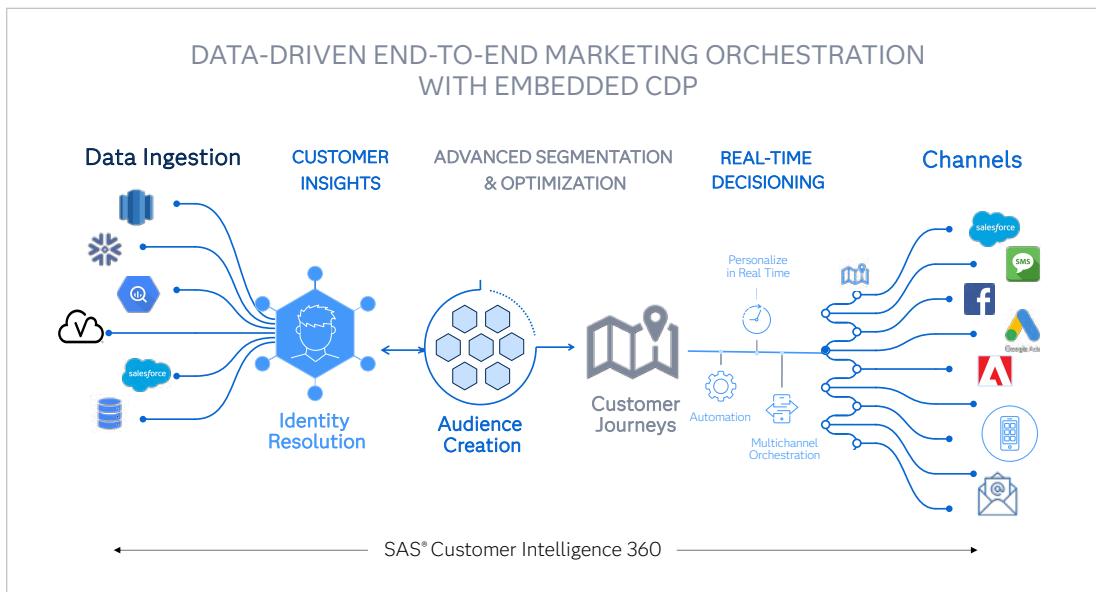 DATA-DRIVEN END-TO-END MARKETING ORCHESTRATION
WITH EMBEDDED CDP
Data Ingestion
CUSTOMER
INSIGHTS
ADVANCED SEGMENTATION
& OPTIMIZATION
REAL-TIME
DECISIONING
Channels
salesforce
SMS
Personalize
in Real Time
Google Ads
salesforce
Identity
Resolution
Audience
Creation
Customer
Journeys
Automation
Multichannel
Orchestration
SAS® Customer Intelligence 360